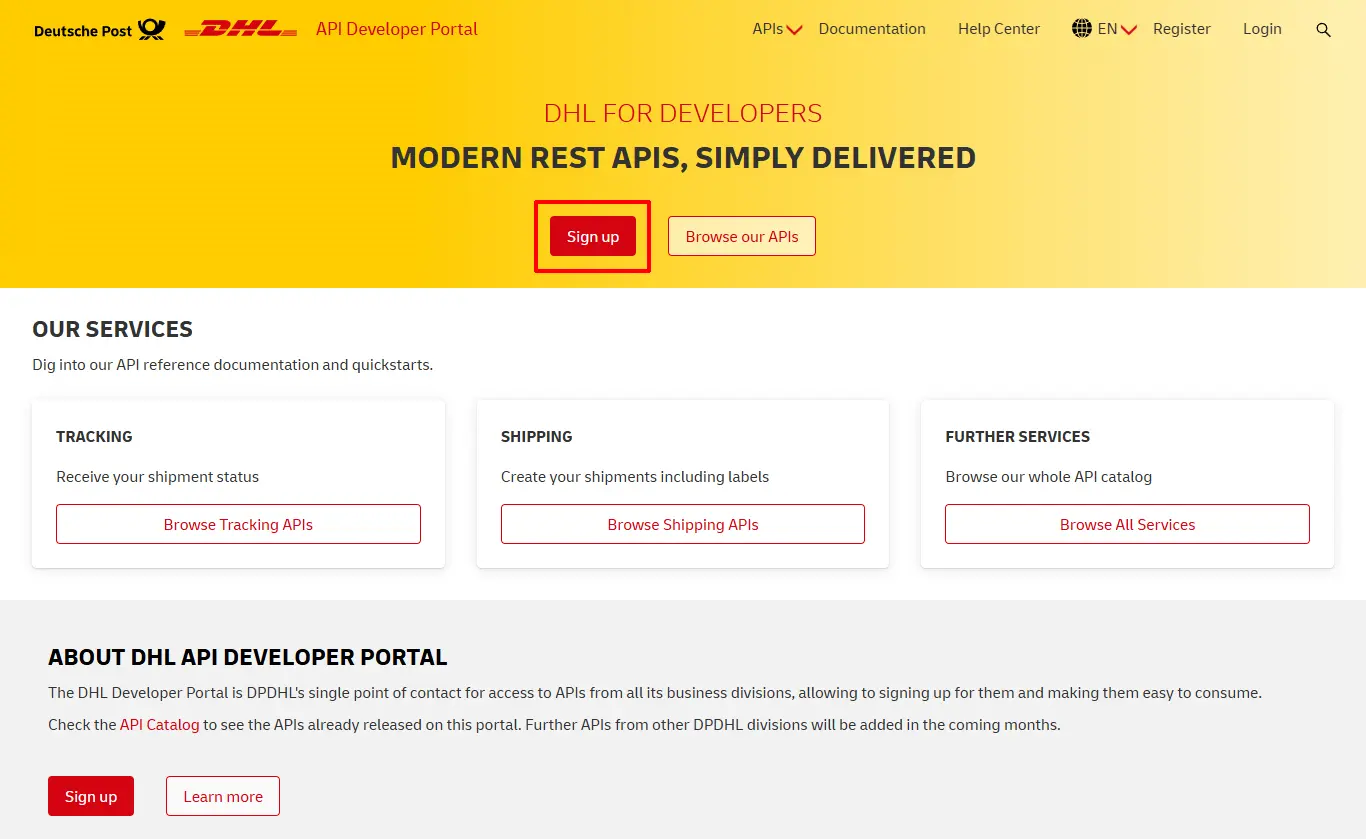 Deutsche Post DHL API Developer Portal APIs Documentation Help Center EN Register Login
DHL FOR DEVELOPERS
MODERN REST APIS, SIMPLY DELIVERED
Sign up Browse our APIs
OUR SERVICES
Dig into our API reference documentation and quickstarts.
TRACKING
Receive your shipment status
Browse Tracking APIs
SHIPPING
Create your shipments including labels
Browse Shipping APIs
FURTHER SERVICES
Browse our whole API catalog
Browse All Services
ABOUT DHL API DEVELOPER PORTAL
The DHL Developer Portal is DPDHL's single point of contact for access to APIs from all its business divisions, allowing to signing up for them and making them easy to consume.
Check the API Catalog to see the APIs already released on this portal. Further APIs from other DPDHL divisions will be added in the coming months.
Sign up Learn more